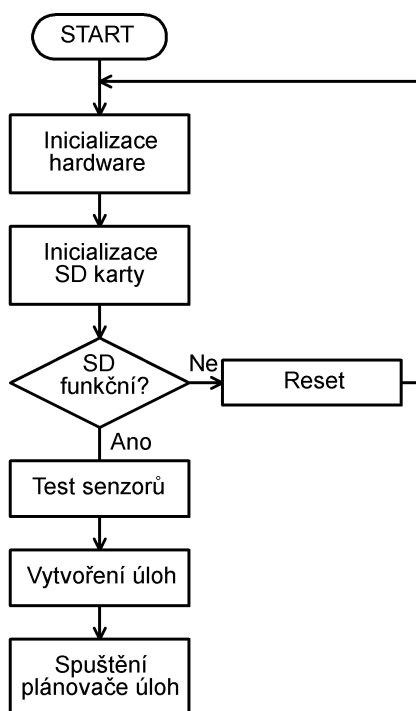 START
Inicializace
hardware
Inicializace
SD karty
SD
funkční?
Ne
Reset
Ano
Test senzorů
Vytvoření úloh
Spuštění
plánovače úloh